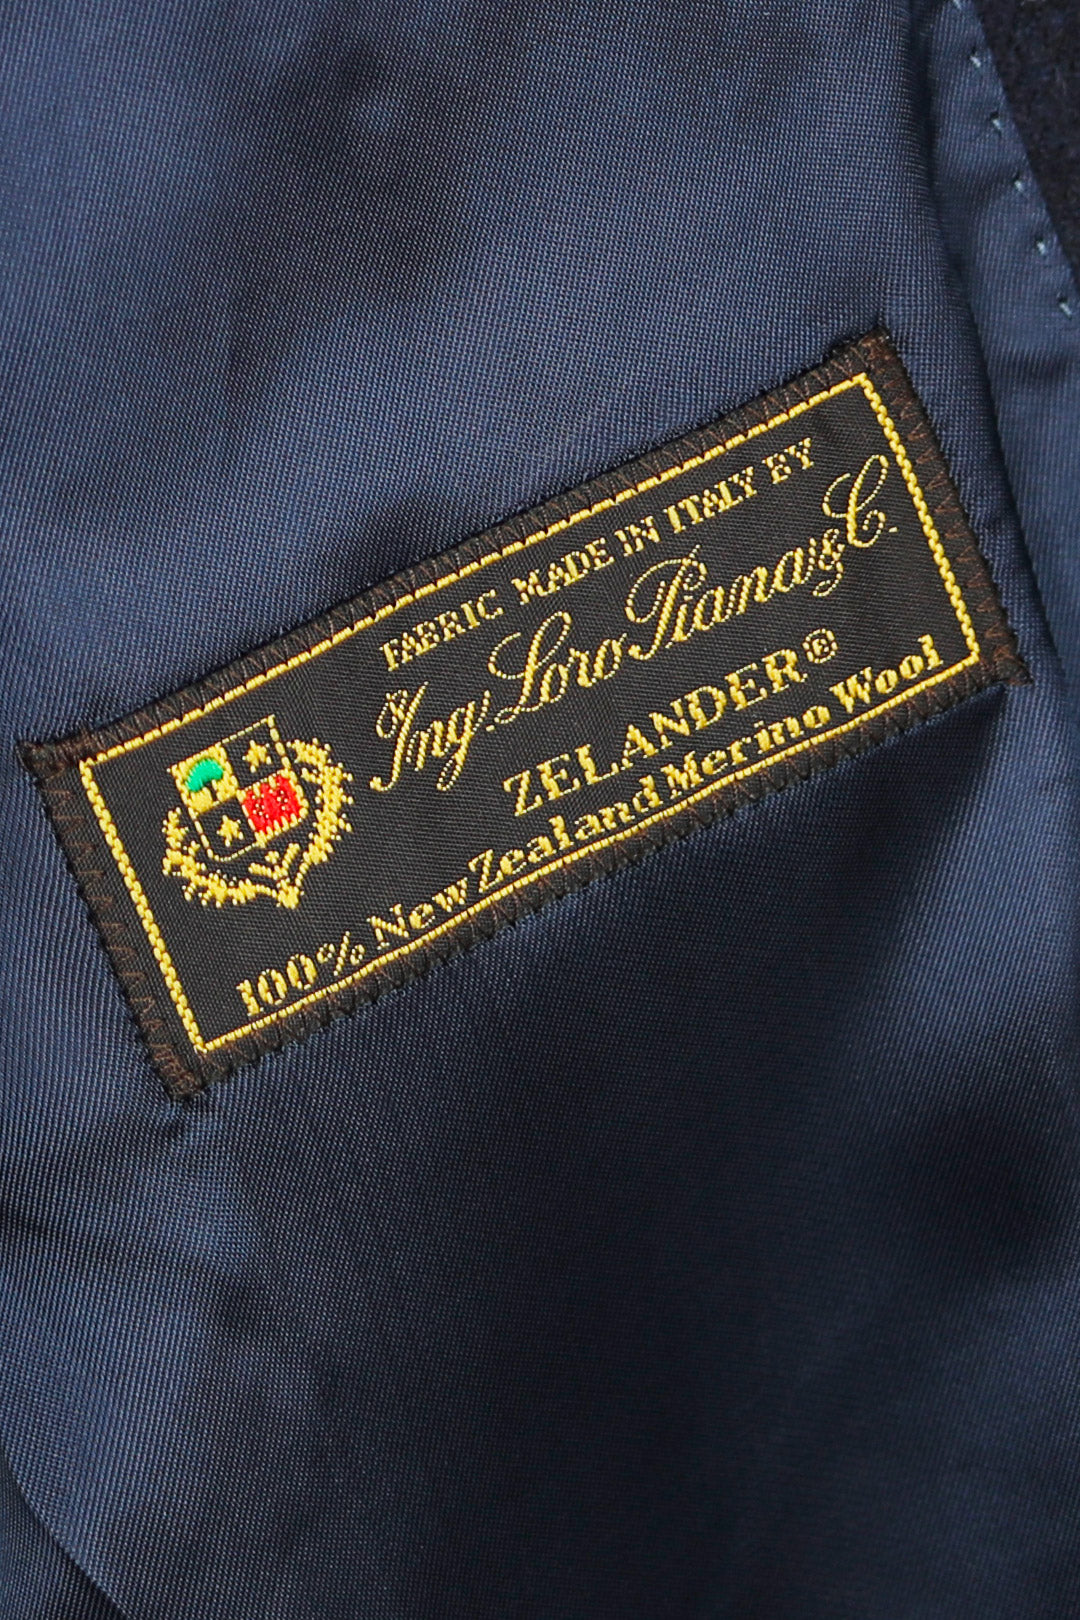 FABRIC MADE IN ITALY BY
Ing. Loro Piana & C.
ZELANDER®
100% New Zealand Merino Wool